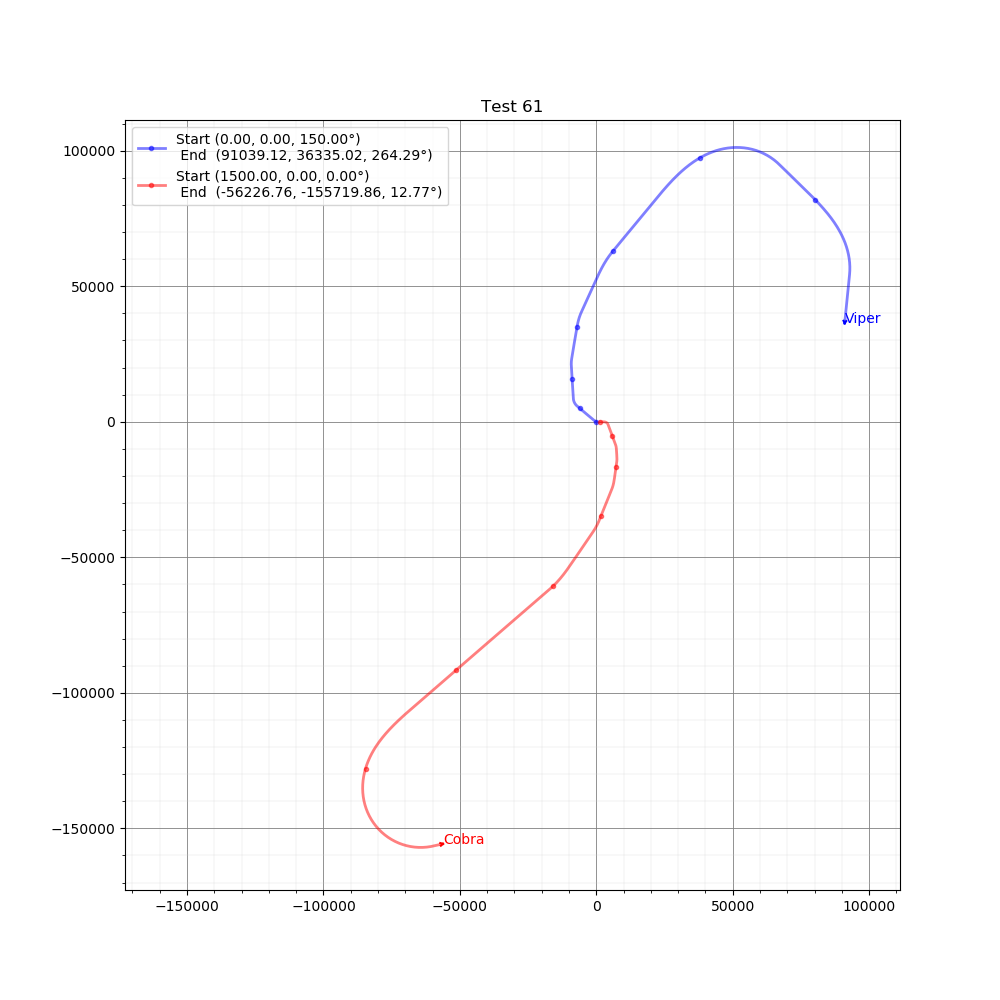 Test 61
Start (0.00, 0.00, 150.00°)
End (91039.12, 36335.02, 264.29°)
Start (1500.00, 0.00, 0.00°)
End (-56226.76, -155719.86, 12.77°)
100000
50000
0
−50000
−100000
−150000
Viper
Cobra
−150000 −100000 −50000 0 50000 100000